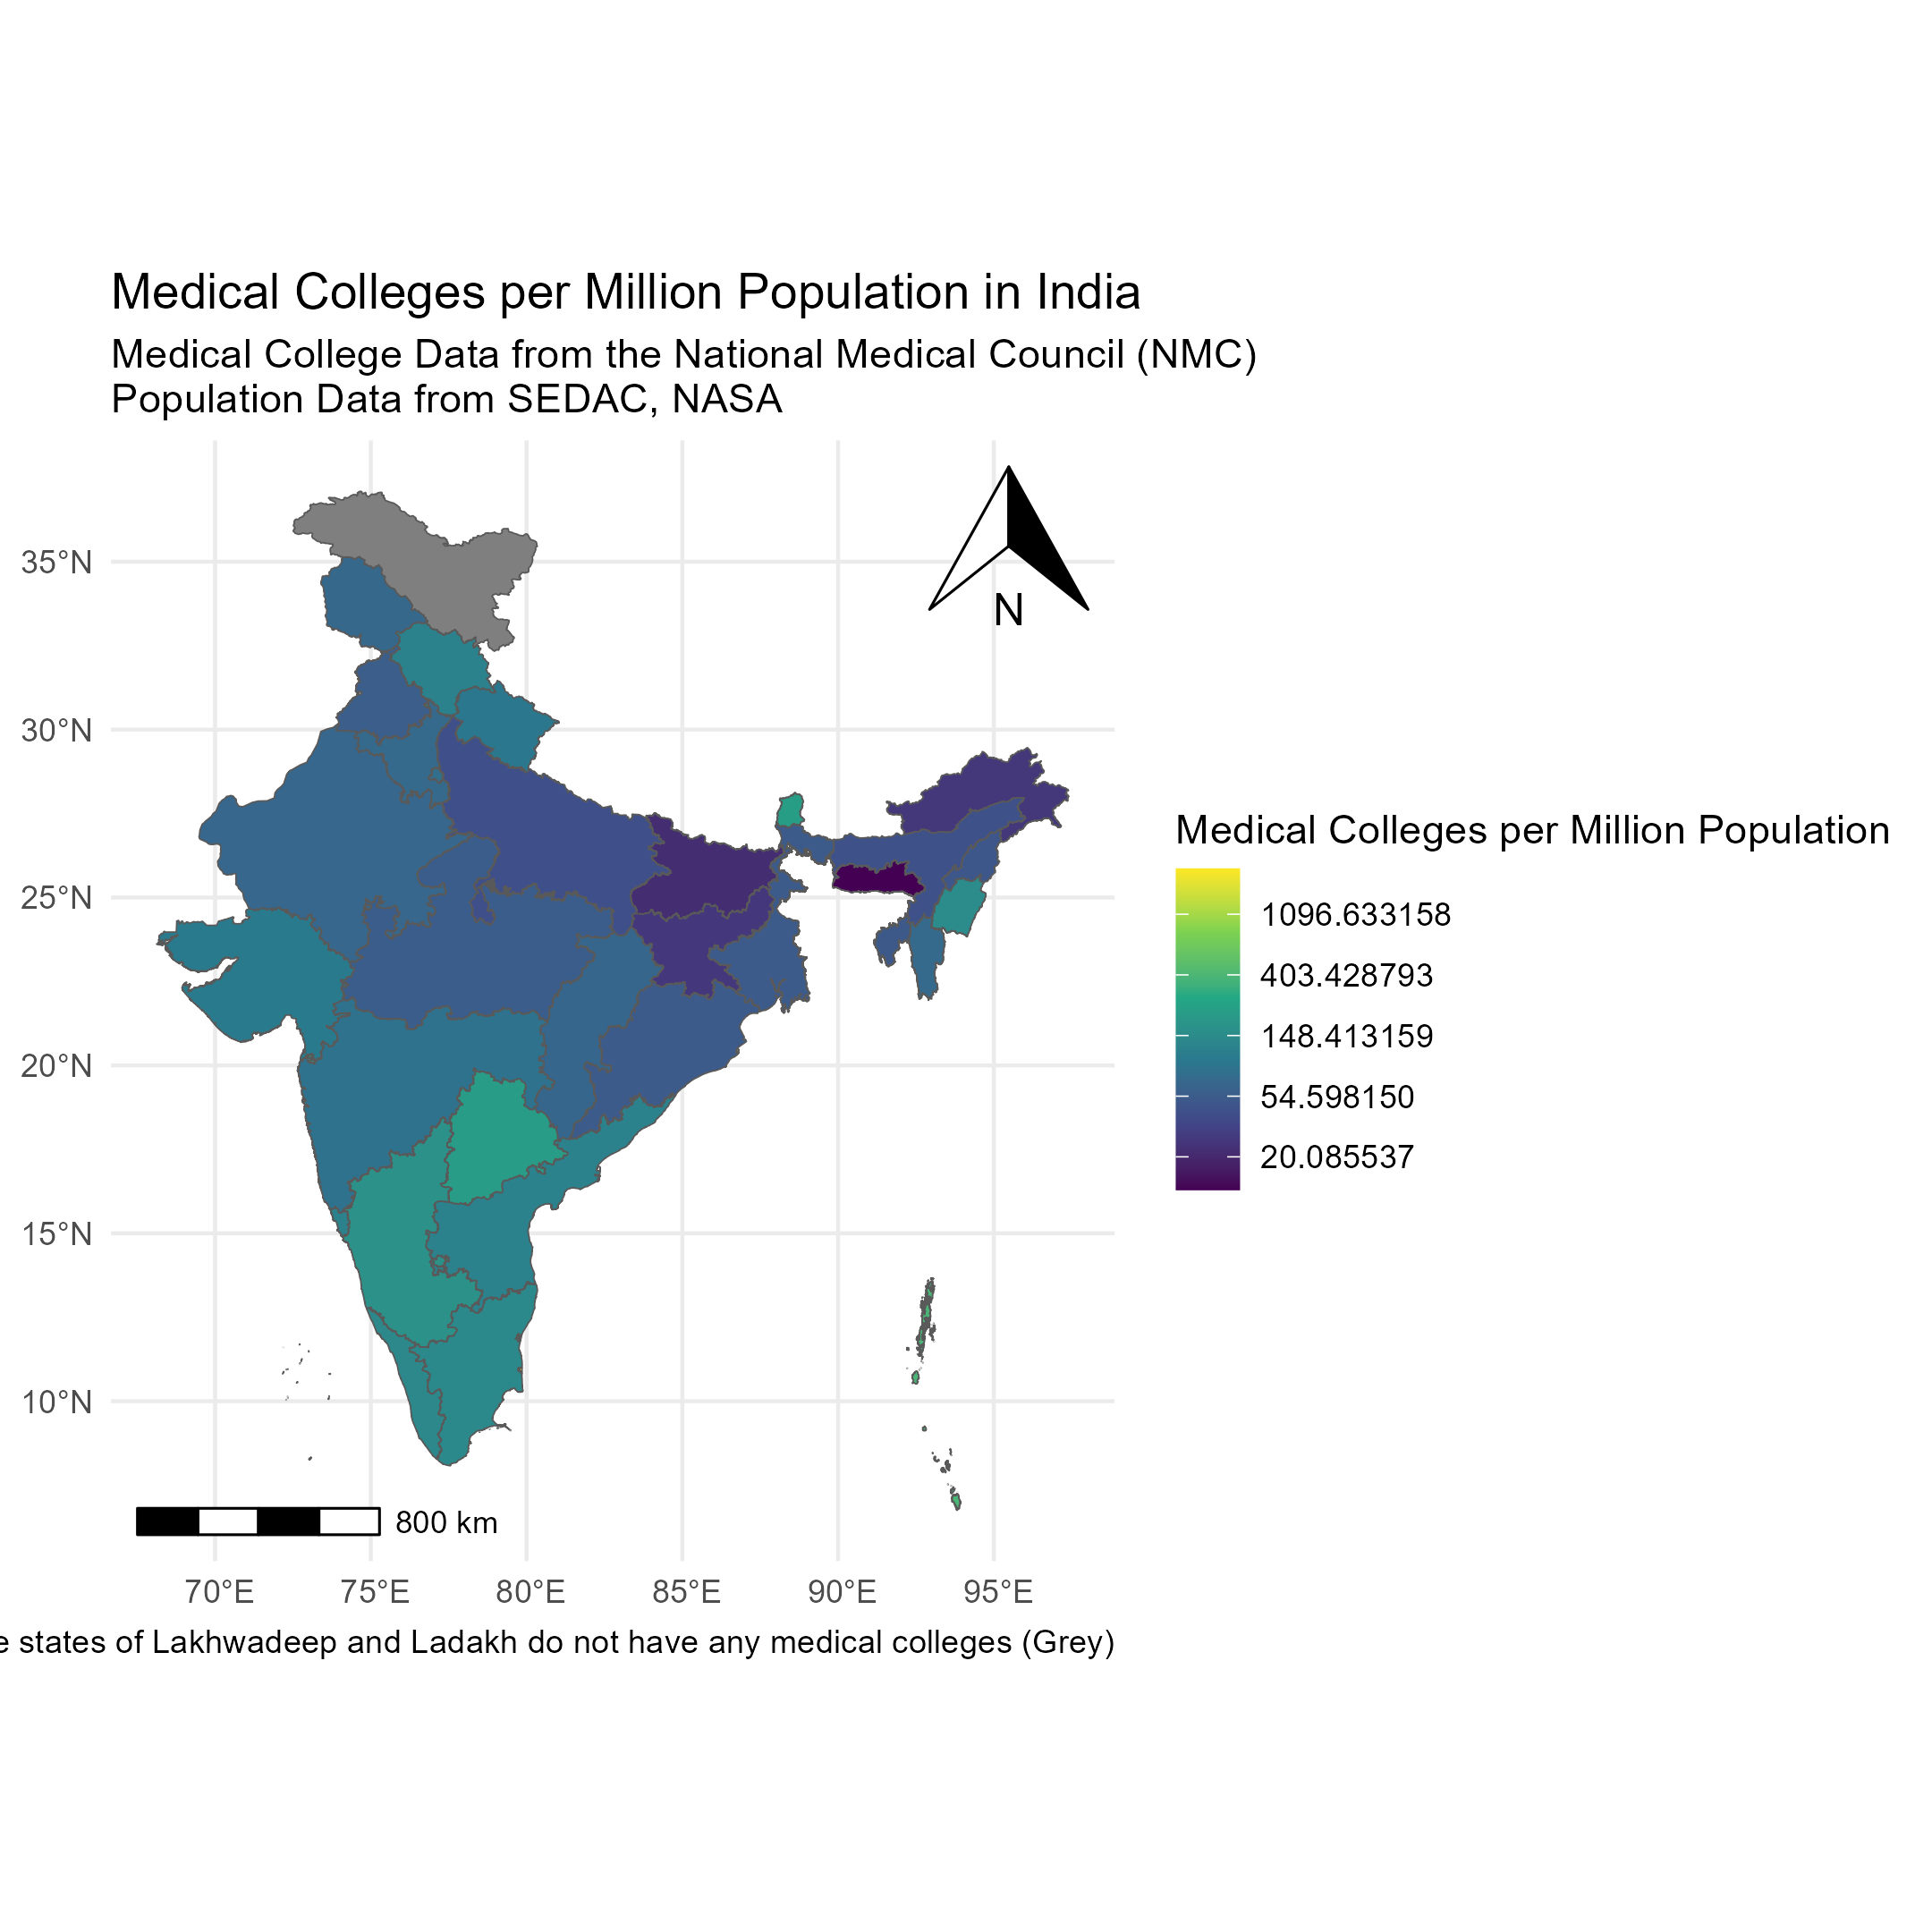 Medical Colleges per Million Population in India
Medical College Data from the National Medical Council (NMC)
Population Data from SEDAC, NASA
N
35°N
30°N
25°N
20°N
15°N
10°N
800 km
70°E 75°E 80°E 85°E 90°E 95°E
states of Lakhwadeep and Ladakh do not have any medical colleges (Grey)
Medical Colleges per Million Population
1096.633158
403.428793
148.413159
54.598150
20.085537